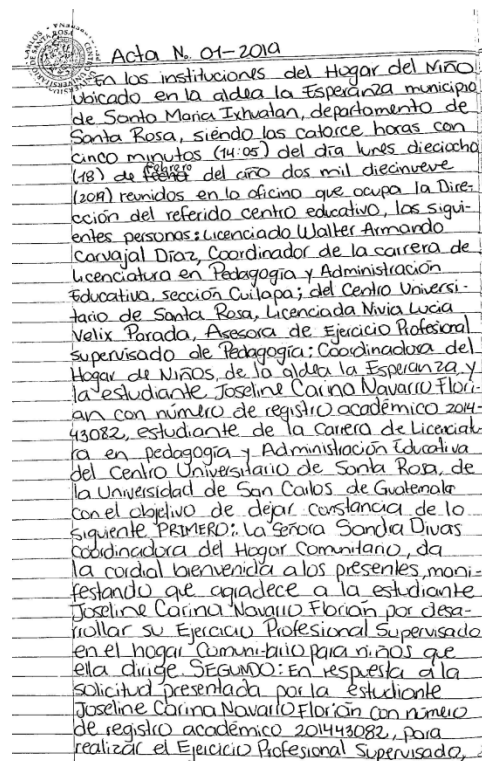 Acta No. 01-2019
En los instituciones del Hogar del Niño
Ubicado en la aldea la Esperanza municipio
de Santa Maria Ixhuatan, departamento de
Santa Rosa, siendo las catorce horas con
cinco minutos (14:05) del día lunes dieciocho
(18) de febrero del año dos mil diecinueve
(2019) reunidos en la oficina que ocupa la Dire-
cción del referido centro educativo, las sigui-
entes personas: Licenciado Walter Armando
Carvajal Díaz, Coordinador de la carrera de
Licenciatura en Pedagogía y Administración
Educativa, sección Cuilapa; del Centro Universi-
tario de Santa Rosa, Licenciada Nivia Lucia
Velix Parada, Asesora de Ejercicio Profesional
Supervisado de Pedagogía: Coordinadora del
Hogar de Niños, de la aldea la Esperanza, y
la estudiante Joseline Carina Navarro Flori-
an con número de registro académico 2014-
43082, estudiante de la Carrera de Licenciatu-
ra en pedagogía y Administración Educativa
del Centro Universitario de Santa Rosa, de
la Universidad de San Carlos de Guatemala
con el objetivo de dejar constancia de lo
siguiente PRIMERO: La Señora Sandra Divas
coordinadora del Hogar Comunitario, da
la cordial bienvenida a los presentes, mani-
festando que agradece a la estudiante
Joseline Carina Navarro Florián por desa-
rrollar su Ejercicio Profesional Supervisado
en el hogar Comunitario para niños que
ella dirige. SEGUNDO: En respuesta a la
solicitud presentada por la estudiante
Joseline Carina Navarro Florián con número
de registro académico 201443082, para
realizar el Ejercicio Profesional Supervisado,